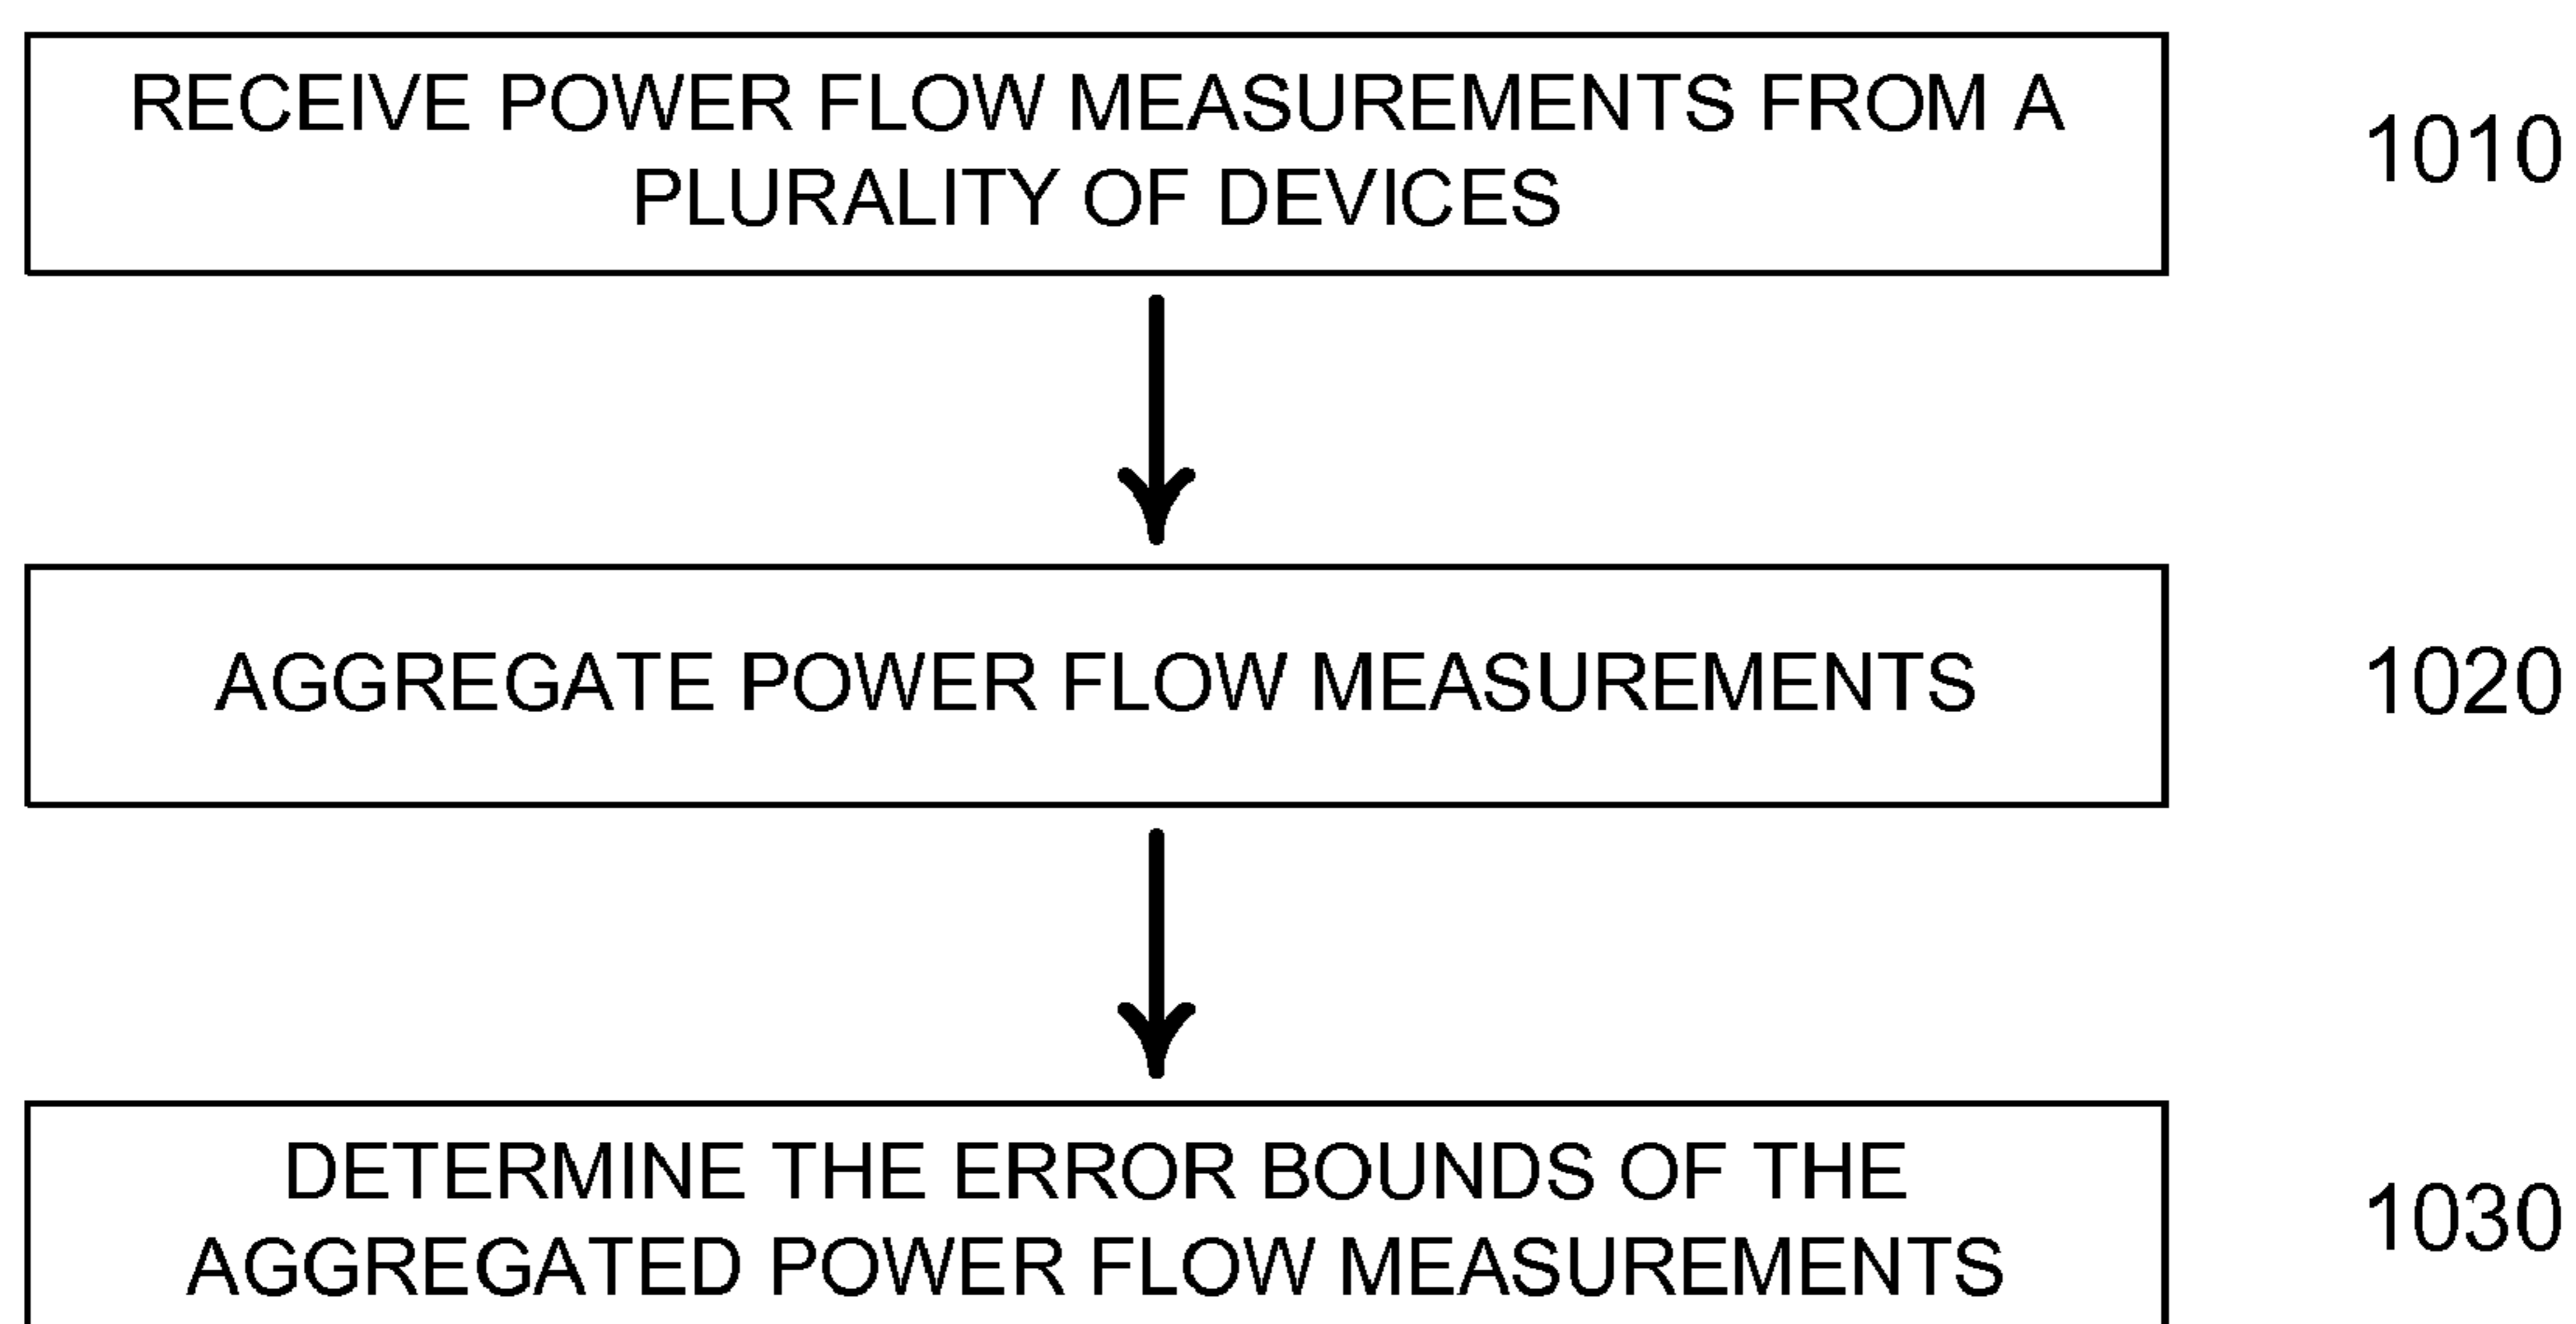 RECEIVE POWER FLOW MEASUREMENTS FROM A
PLURALITY OF DEVICES
1010
AGGREGATE POWER FLOW MEASUREMENTS
1020
DETERMINE THE ERROR BOUNDS OF THE
AGGREGATED POWER FLOW MEASUREMENTS
1030